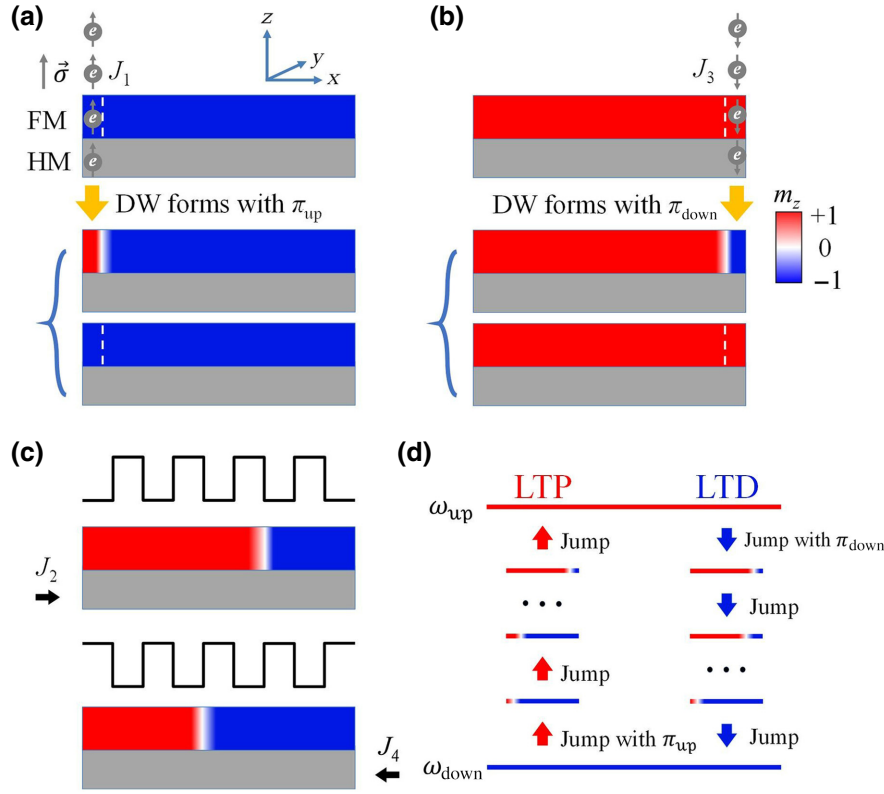 (a)
z
y
x
σ⃗
e
e
J₁
FM
e
HM
e
DW forms with πup
(b)
e
J₃
e
e
e
DW forms with πdown
mz
+1
0
−1
(c)
J₂
J₄
(d)
LTP LTD
ωup
Jump Jump with πdown
• • • Jump
Jump • • •
Jump with πup Jump
ωdown